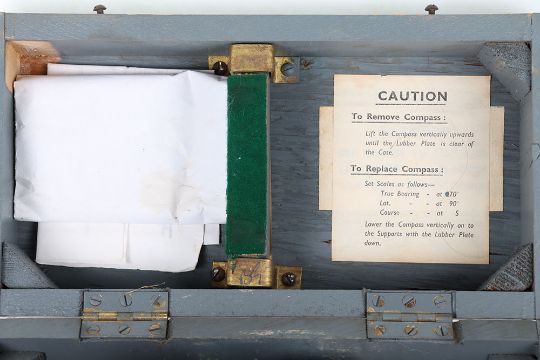 CAUTION
To Remove Compass :
Lift the Compass vertically upwards
until the Lubber Plate is clear of
the Case.
To Replace Compass :
Set Scales as follows:—
True Bearing - at 070°
Lat. - - at 90°
Course - - at S
Lower the Compass vertically on to
the Supports with the Lubber Plate
down.